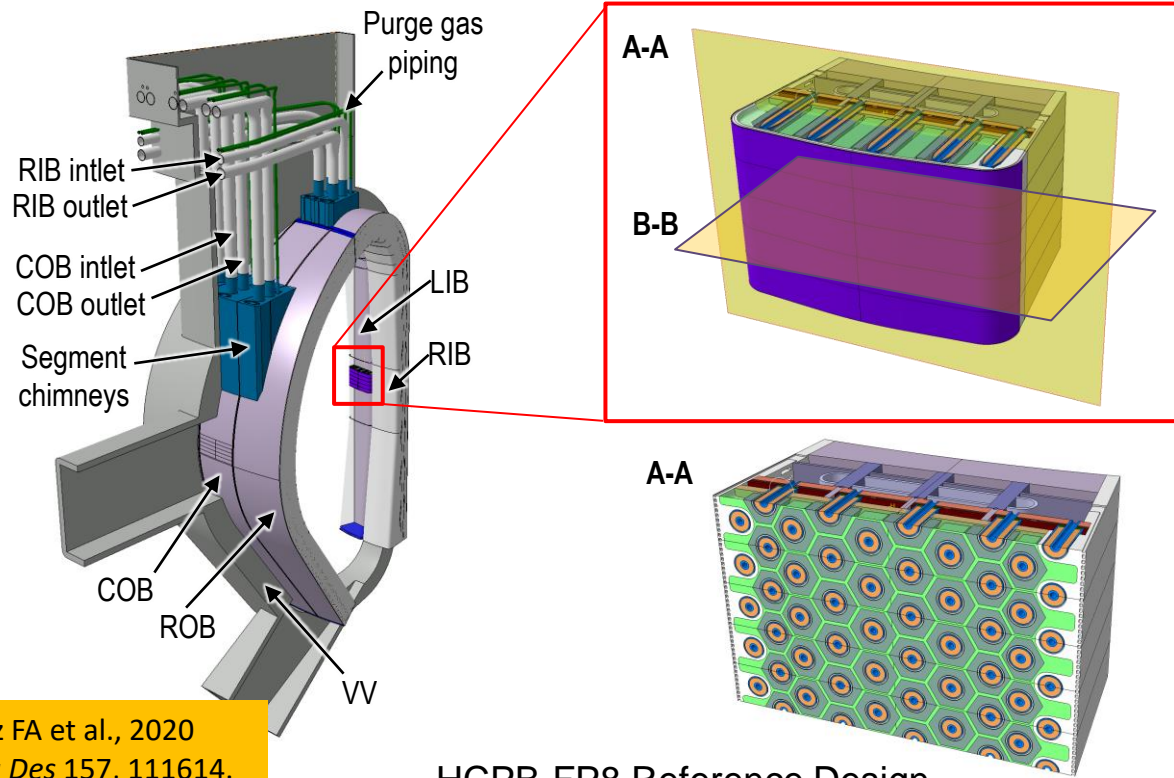 Purge gas
piping
RIB intlet
RIB outlet
COB intlet
COB outlet
Segment
chimneys
LIB
RIB
COB
ROB
VV
A-A
B-B
A-A
FA et al., 2020
Des 157, 111614.
HCPB-FP8 Reference Design